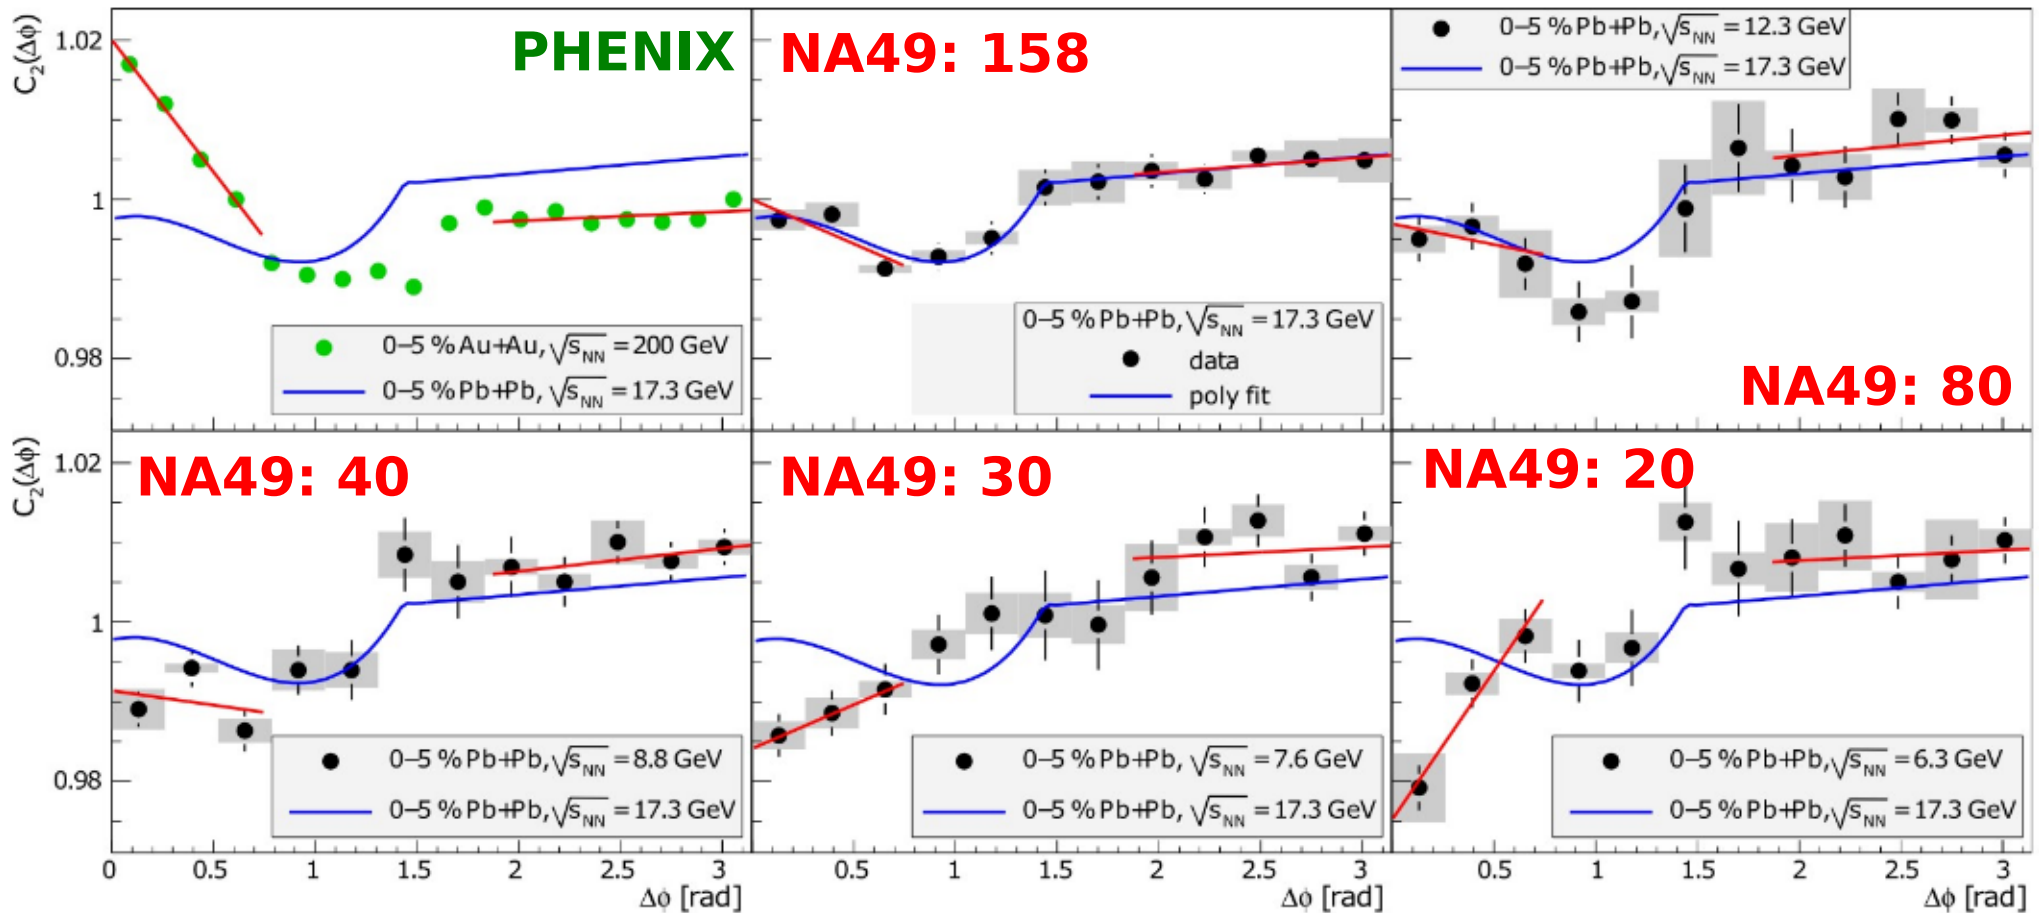 PHENIX
C₂(Δϕ)
1.02
1
0.98
0–5 % Au+Au, √sNN = 200 GeV
0–5 % Pb+Pb, √sNN = 17.3 GeV
NA49: 158
0–5 % Pb+Pb, √sNN = 17.3 GeV
data
poly fit
0–5 % Pb+Pb, √sNN = 12.3 GeV
0–5 % Pb+Pb, √sNN = 17.3 GeV
NA49: 80
NA49: 40
C₂(Δϕ)
1.02
1
0.98
0–5 % Pb+Pb, √sNN = 8.8 GeV
0–5 % Pb+Pb, √sNN = 17.3 GeV
0 0.5 1 1.5 2 2.5 3
Δϕ [rad]
NA49: 30
0–5 % Pb+Pb, √sNN = 7.6 GeV
0–5 % Pb+Pb, √sNN = 17.3 GeV
0.5 1 1.5 2 2.5 3
Δϕ [rad]
NA49: 20
0–5 % Pb+Pb, √sNN = 6.3 GeV
0–5 % Pb+Pb, √sNN = 17.3 GeV
0.5 1 1.5 2 2.5 3
Δϕ [rad]